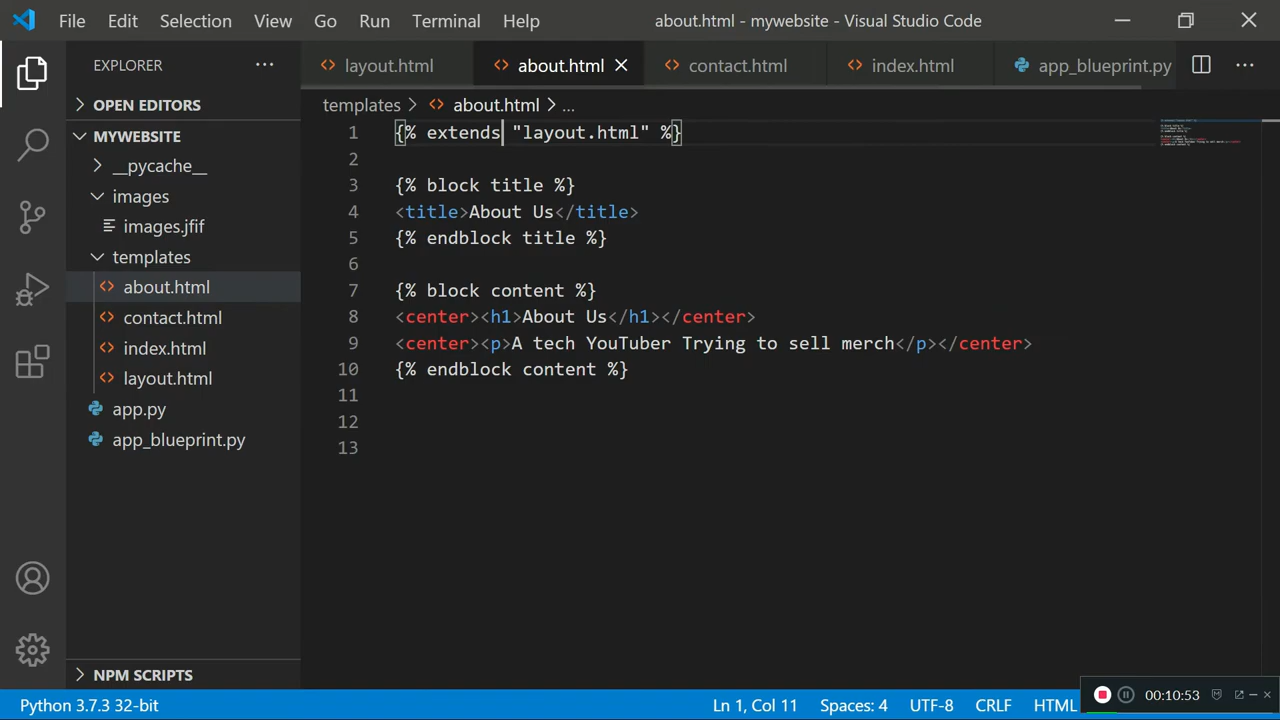 File Edit Selection View Go Run Terminal Help about.html - mywebsite - Visual Studio Code
EXPLORER ...
layout.html about.html contact.html index.html app_blueprint.py ...
OPEN EDITORS
MYWEBSITE
__pycache__
images
images.jfif
templates
about.html
contact.html
index.html
layout.html
app.py
app_blueprint.py
NPM SCRIPTS
templates > about.html > ...
1 {% extends "layout.html" %}
2
3 {% block title %}
4 <title>About Us</title>
5 {% endblock title %}
6
7 {% block content %}
8 <center><h1>About Us</h1></center>
9 <center><p>A tech YouTuber Trying to sell merch</p></center>
10 {% endblock content %}
11
12
13
Python 3.7.3 32-bit Ln 1, Col 11 Spaces: 4 UTF-8 CRLF HTML
00:10:53